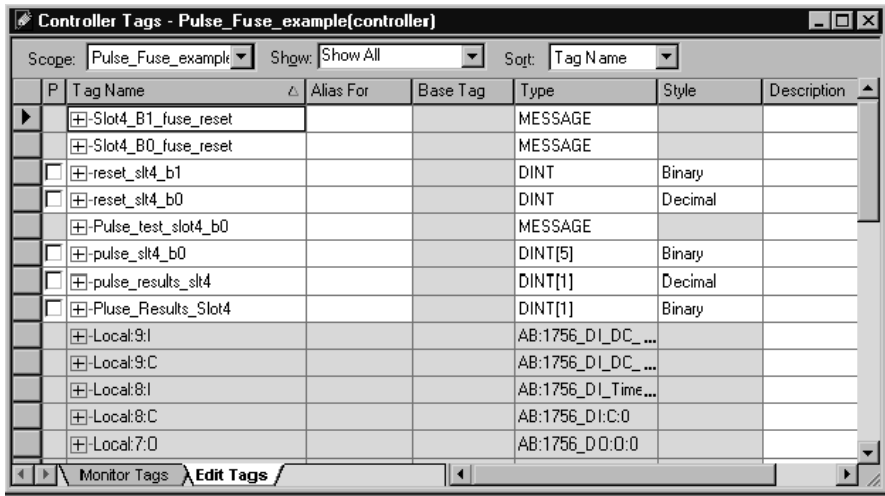 Controller Tags - Pulse_Fuse_example(controller)
Scope: Pulse_Fuse_example Show: Show All Sort: Tag Name
P Tag Name Alias For Base Tag Type Style Description
Slot4_B1_fuse_reset MESSAGE
Slot4_B0_fuse_reset MESSAGE
reset_slt4_b1 DINT Binary
reset_slt4_b0 DINT Decimal
Pulse_test_slot4_b0 MESSAGE
pulse_slt4_b0 DINT[5] Binary
pulse_results_slt4 DINT[1] Decimal
Pluse_Results_Slot4 DINT[1] Binary
Local:9:I AB:1756_DI_DC_ ...
Local:9:C AB:1756_DI_DC_ ...
Local:8:I AB:1756_DI_Time...
Local:8:C AB:1756_DI:C:0
Local:7:O AB:1756_DO:O:0
Monitor Tags Edit Tags